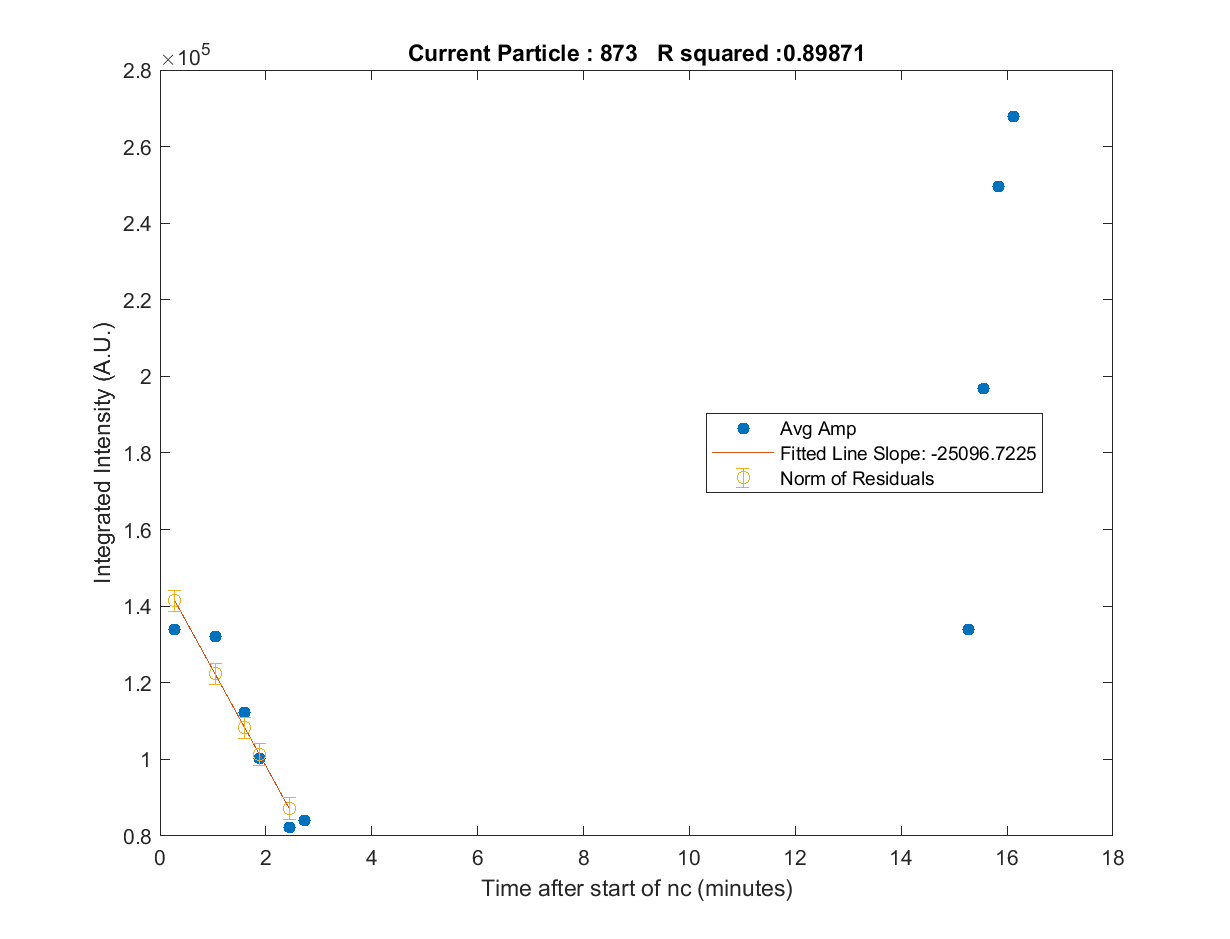 Current Particle : 873 R squared :0.89871
×10^5
2.8
2.6
2.4
2.2
2
1.8
1.6
1.4
1.2
1
0.8
Integrated Intensity (A.U.)
Avg Amp
Fitted Line Slope: -25096.7225
Norm of Residuals
0 2 4 6 8 10 12 14 16 18
Time after start of nc (minutes)